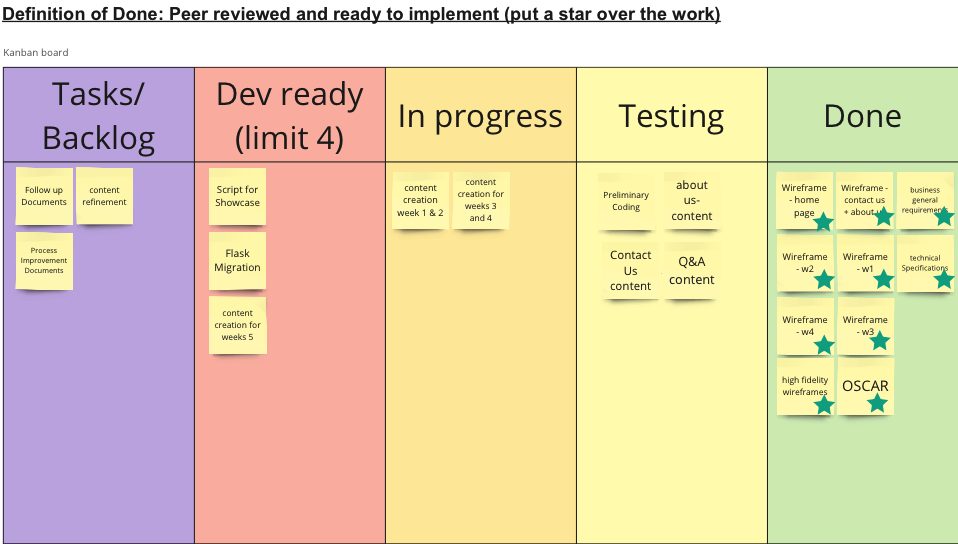 Definition of Done: Peer reviewed and ready to implement (put a star over the work)
Kanban board
Tasks/
Backlog
Dev ready
(limit 4)
In progress
Testing
Done
Follow up
Documents
content
refinement
Process
Improvement
Documents
Script for
Showcase
Flask
Migration
content
creation for
weeks 5
content
creation
week 1 & 2
content
creation for
weeks 3
and 4
Preliminary
Coding
about
us-
content
Contact
Us
content
Q&A
content
Wireframe
- home
page
Wireframe -
contact us
+ about us
business
general
requirements
Wireframe
- w2
Wireframe
- w1
technical
Specifications
Wireframe
- w4
Wireframe
- w3
high fidelity
wireframes
OSCAR